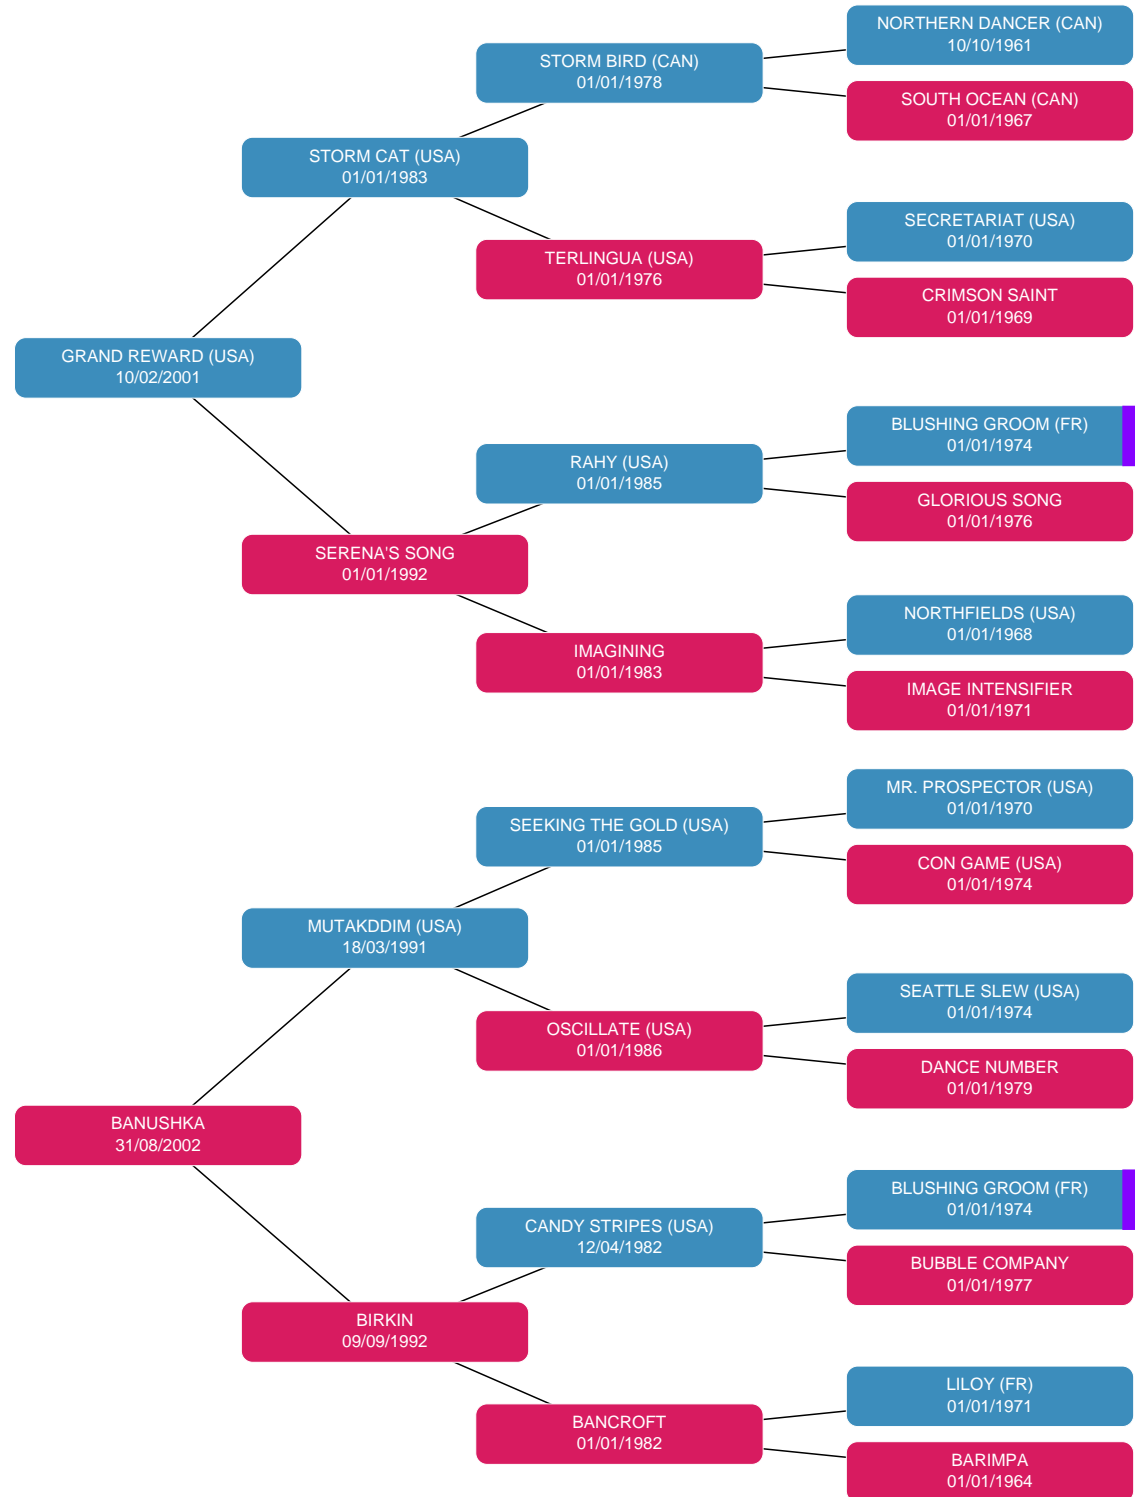 NORTHERN DANCER (CAN)
10/10/1961
STORM BIRD (CAN)
01/01/1978
SOUTH OCEAN (CAN)
01/01/1967
STORM CAT (USA)
01/01/1983
SECRETARIAT (USA)
01/01/1970
TERLINGUA (USA)
01/01/1976
CRIMSON SAINT
01/01/1969
GRAND REWARD (USA)
10/02/2001
BLUSHING GROOM (FR)
01/01/1974
RAHY (USA)
01/01/1985
GLORIOUS SONG
01/01/1976
SERENA'S SONG
01/01/1992
NORTHFIELDS (USA)
01/01/1968
IMAGINING
01/01/1983
IMAGE INTENSIFIER
01/01/1971
MR. PROSPECTOR (USA)
01/01/1970
SEEKING THE GOLD (USA)
01/01/1985
CON GAME (USA)
01/01/1974
MUTAKDDIM (USA)
18/03/1991
SEATTLE SLEW (USA)
01/01/1974
OSCILLATE (USA)
01/01/1986
DANCE NUMBER
01/01/1979
BANUSHKA
31/08/2002
BLUSHING GROOM (FR)
01/01/1974
CANDY STRIPES (USA)
12/04/1982
BUBBLE COMPANY
01/01/1977
BIRKIN
09/09/1992
LILOY (FR)
01/01/1971
BANCROFT
01/01/1982
BARIMPA
01/01/1964